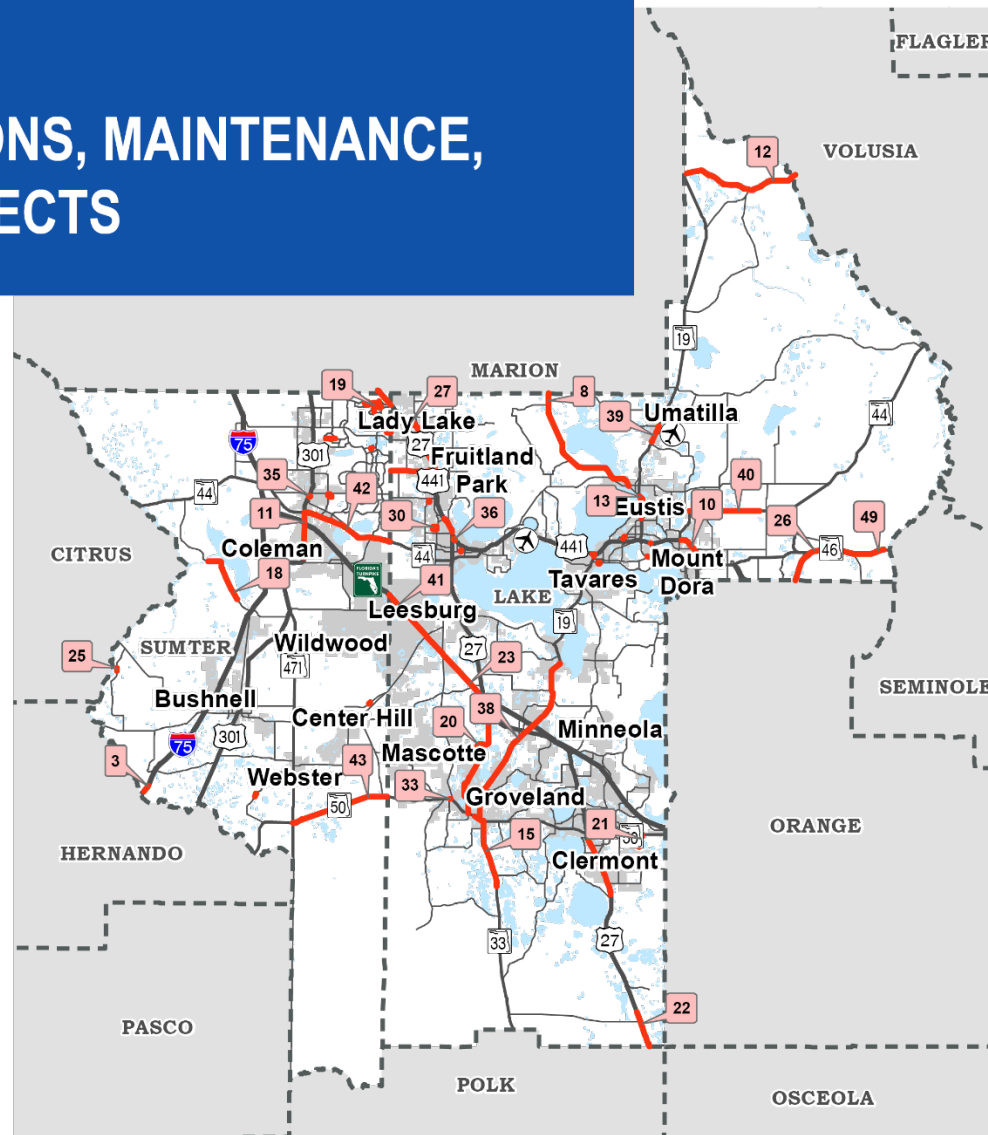 ONS, MAINTENANCE,
ECTS
FLAGLER
VOLUSIA
12
19
MARION
19
27
8
39
Umatilla
Lady Lake
75
301
27
44
Fruitland
Park
441
35
44
42
13
40
Eustis
10
11
30
36
26
49
CITRUS
Coleman
44
441
46
Mount
Dora
Tavares
18
FLORIDA'S
TURNPIKE
41
LAKE
Leesburg
19
SUMTER
Wildwood
25
471
27
23
SEMINOLE
Bushnell
Center Hill
38
20
Minneola
75
301
Mascotte
3
Webster
43
33
50
Groveland
ORANGE
15
21
50
HERNANDO
Clermont
33
27
22
PASCO
POLK
OSCEOLA